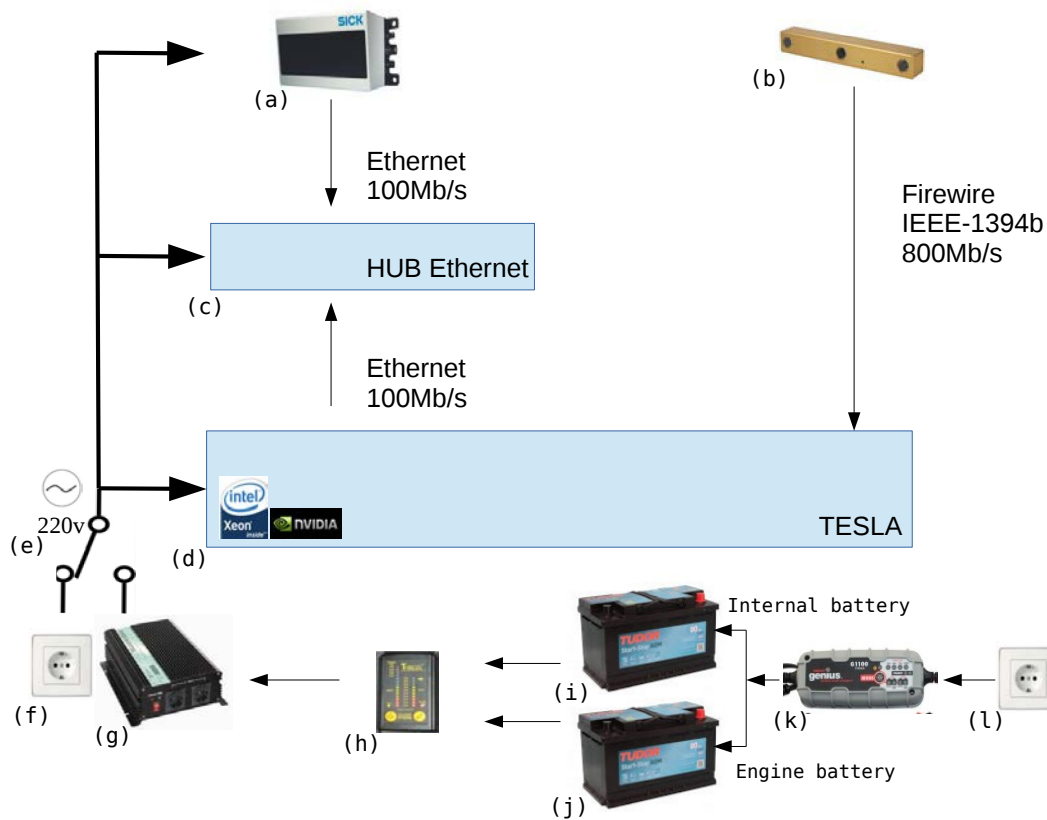 SICK
(a)
(b)
Ethernet
100Mb/s
Firewire
IEEE-1394b
800Mb/s
HUB Ethernet
(c)
Ethernet
100Mb/s
intel
Xeon
inside
NVIDIA
TESLA
220v
(e)
(d)
Internal battery
TUDOR
genius
(f)
(g)
(h)
(i)
(k)
(l)
TUDOR
Engine battery
(j)